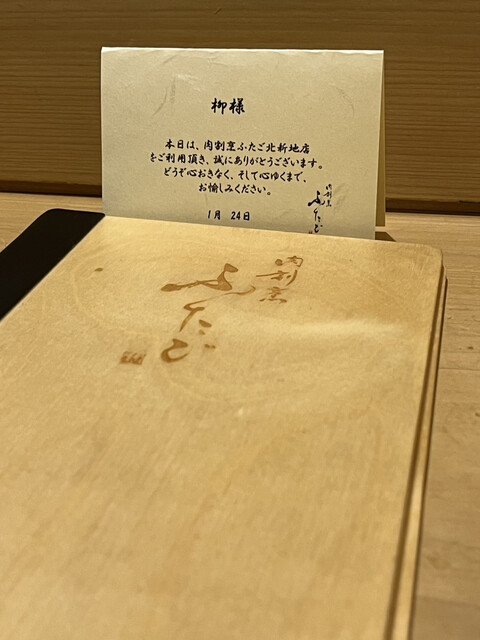 柳様
本日は、肉割烹ふたご北新地店
をご利用頂き、誠にありがとうございます。
どうぞ心おきなく、そして心ゆくまで、
お愉しみください。
1月 24日
肉割烹
ふたご
肉割烹
ふたご